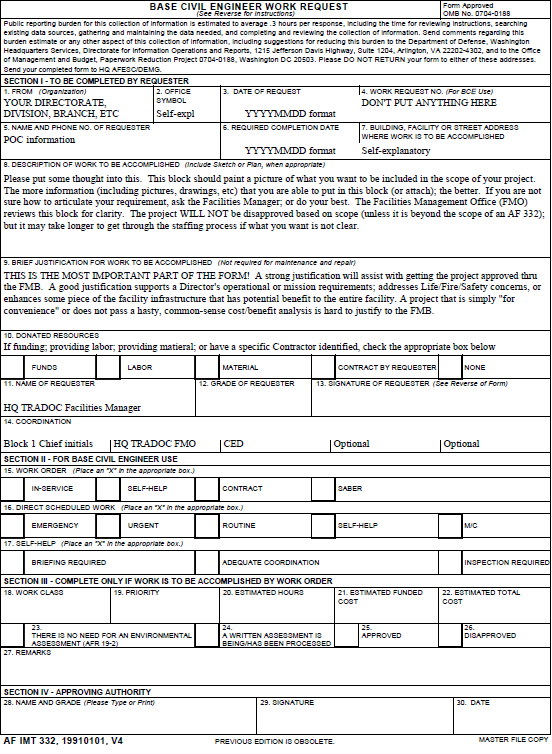 BASE CIVIL ENGINEER WORK REQUEST
(See Reverse for Instructions)
Form Approved
OMB No. 0704-0188
Public reporting burden for this collection of information is estimated to average .3 hours per response, including the time for reviewing instructions, searching
existing data sources, gathering and maintaining the data needed, and completing and reviewing the collection of information. Send comments regarding this
burden estimate or any other aspect of this collection of information, including suggestions for reducing this burden to the Department of Defense, Washington
Headquarters Services, Directorate for Information Operations and Reports, 1215 Jefferson Davis Highway, Suite 1204, Arlington, VA 22202-4302, and to the Office
of Management and Budget, Paperwork Reduction Project 0704-0188, Washington DC 20503. Please DO NOT RETURN your form to either of these addresses.
Send your completed form to HQ AFESC/DEMG.
SECTION I - TO BE COMPLETED BY REQUESTER
1. FROM (Organization)
YOUR DIRECTORATE,
DIVISION, BRANCH, ETC
2. OFFICE
SYMBOL
Self-expl
3. DATE OF REQUEST
YYYYMMDD format
4. WORK REQUEST NO. (For BCE Use)
DON'T PUT ANYTHING HERE
5. NAME AND PHONE NO. OF REQUESTER
POC information
6. REQUIRED COMPLETION DATE
YYYYMMDD format
7. BUILDING, FACILITY OR STREET ADDRESS
WHERE WORK IS TO BE ACCOMPLISHED
Self-explanatory
8. DESCRIPTION OF WORK TO BE ACCOMPLISHED (Include Sketch or Plan, when appropriate)
Please put some thought into this. This block should paint a picture of what you want to be included in the scope of your project.
The more information (including pictures, drawings, etc) that you are able to put in this block (or attach); the better. If you are not
sure how to articulate your requirement, ask the Facilities Manager; or do your best. The Facilities Management Office (FMO)
reviews this block for clarity. The project WILL NOT be disapproved based on scope (unless it is beyond the scope of an AF 332);
but it may take longer to get through the staffing process if what you want is not clear.
9. BRIEF JUSTIFICATION FOR WORK TO BE ACCOMPLISHED (Not required for maintenance and repair)
THIS IS THE MOST IMPORTANT PART OF THE FORM! A strong justification will assist with getting the project approved thru
the FMB. A good justification supports a Director's operational or mission requirements; addresses Life/Fire/Safety concerns, or
enhances some piece of the facility infrastructure that has potential benefit to the entire facility. A project that is simply "for
convenience" or does not pass a hasty, common-sense cost/benefit analysis is hard to justify to the FMB.
10. DONATED RESOURCES
If funding; providing labor; providing matieral; or have a specific Contractor identified, check the appropriate box below
FUNDS LABOR MATERIAL CONTRACT BY REQUESTER NONE
11. NAME OF REQUESTER
HQ TRADOC Facilities Manager
12. GRADE OF REQUESTER
13. SIGNATURE OF REQUESTER (See Reverse of Form)
14. COORDINATION
Block 1 Chief initials HQ TRADOC FMO CED Optional Optional
SECTION II - FOR BASE CIVIL ENGINEER USE
15. WORK ORDER (Place an "X" in the appropriate box.)
IN-SERVICE SELF-HELP CONTRACT SABER
16. DIRECT SCHEDULED WORK (Place an "X" in the appropriate box.)
EMERGENCY URGENT ROUTINE SELF-HELP M/C
17. SELF-HELP (Place an "X" in the appropriate box.)
BRIEFING REQUIRED ADEQUATE COORDINATION INSPECTION REQUIRED
SECTION III - COMPLETE ONLY IF WORK IS TO BE ACCOMPLISHED BY WORK ORDER
18. WORK CLASS
19. PRIORITY
20. ESTIMATED HOURS
21. ESTIMATED FUNDED
COST
22. ESTIMATED TOTAL
COST
23.
THERE IS NO NEED FOR AN ENVIRONMENTAL
ASSESSMENT (AFR 19-2)
24.
A WRITTEN ASSESSMENT IS
BEING/HAS BEEN PROCESSED
25.
APPROVED
26.
DISAPPROVED
27. REMARKS
SECTION IV - APPROVING AUTHORITY
28. NAME AND GRADE (Please Type or Print)
29. SIGNATURE
30. DATE
AF IMT 332, 19910101, V4
PREVIOUS EDITION IS OBSOLETE.
MASTER FILE COPY